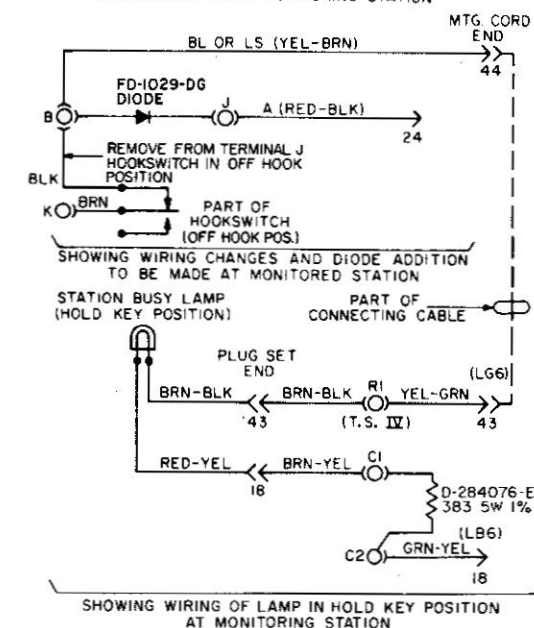 MTG. CORD
END
BL OR LS (YEL-BRN)
44
FD-1029-DG
DIODE
B
J
A (RED-BLK)
24
REMOVE FROM TERMINAL J
HOOKSWITCH IN OFF HOOK
POSITION
BLK
K
BRN
PART OF
HOOKSWITCH
(OFF HOOK POS.)
SHOWING WIRING CHANGES AND DIODE ADDITION
TO BE MADE AT MONITORED STATION
STATION BUSY LAMP
(HOLD KEY POSITION)
PART OF
CONNECTING CABLE
PLUG SET
END
(LG6)
BRN-BLK
43
BRN-BLK
R1
(T.S. IV)
YEL-GRN
43
RED-YEL
18
BRN-YEL
C1
D-284076-E
383 5W 1%
(LB6)
C2
GRN-YEL
18
SHOWING WIRING OF LAMP IN HOLD KEY POSITION
AT MONITORING STATION